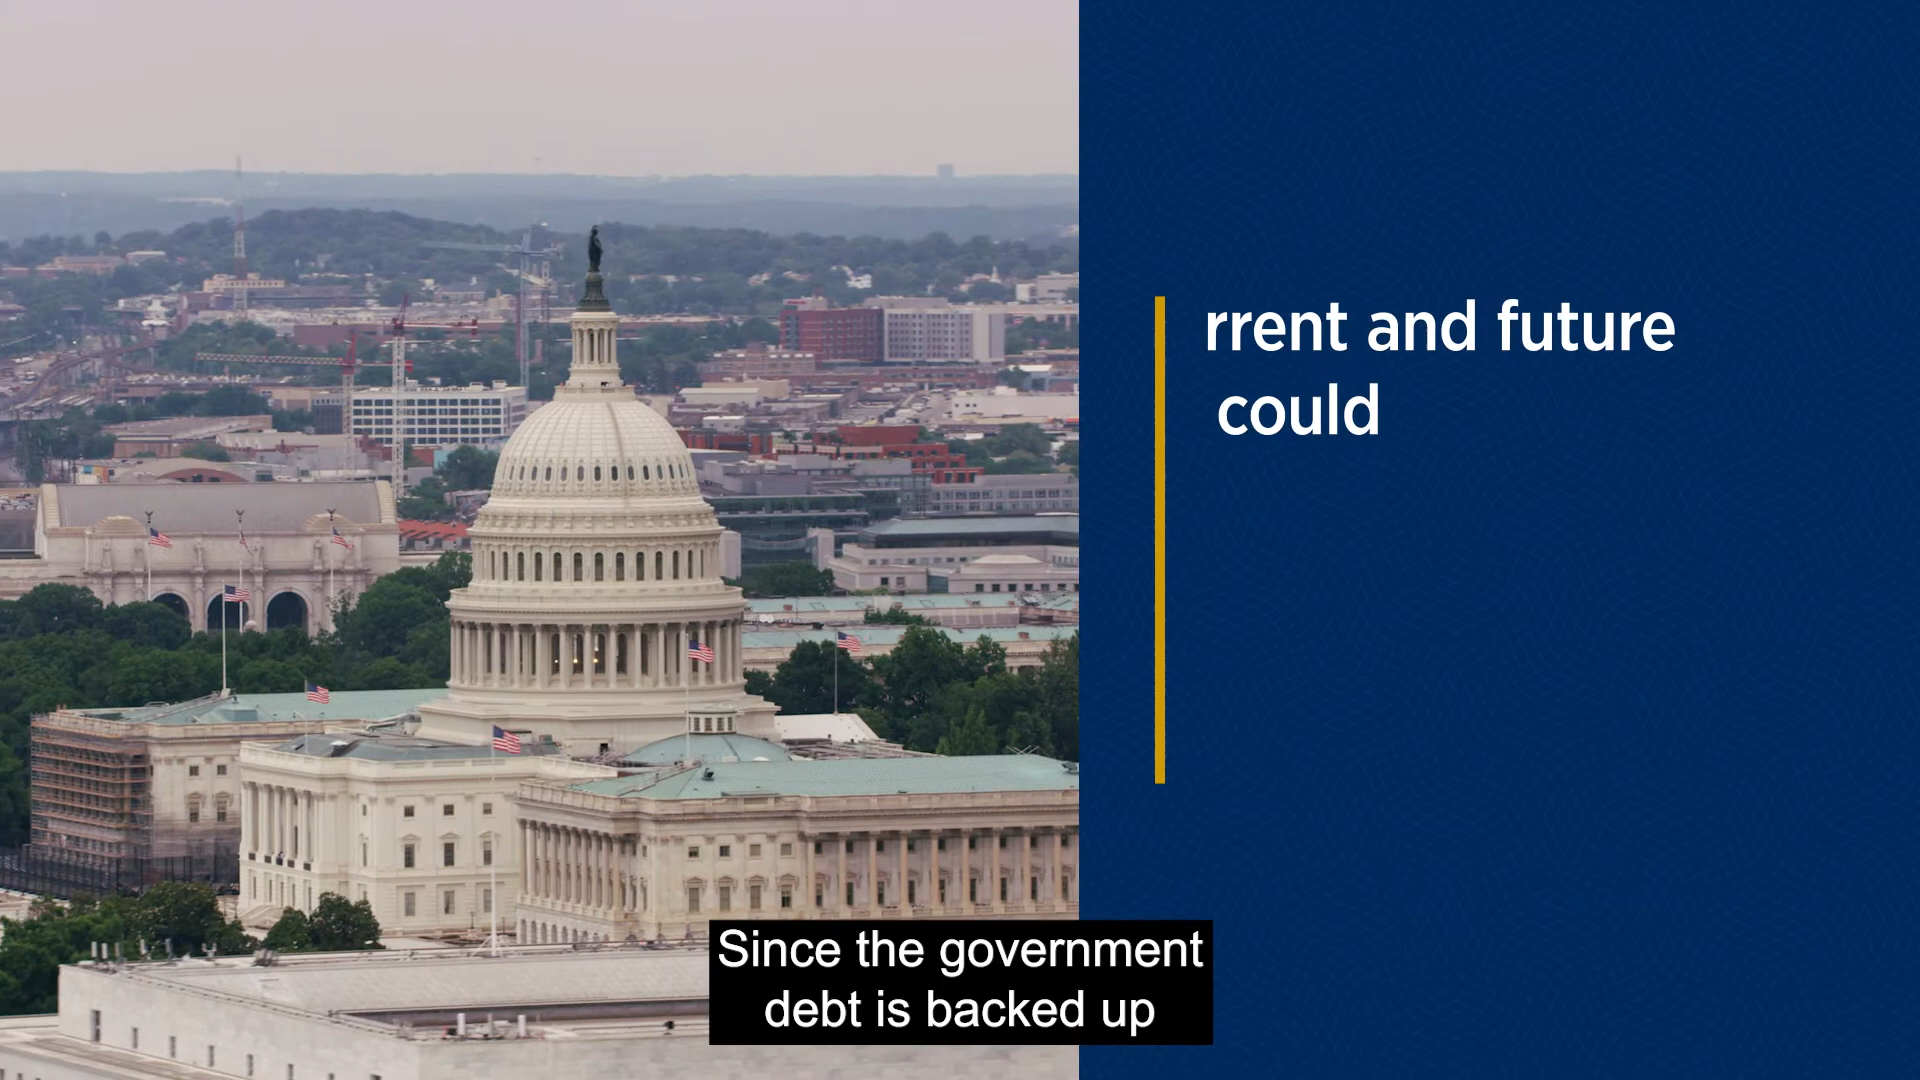 rrent and future
could
Since the government
debt is backed up